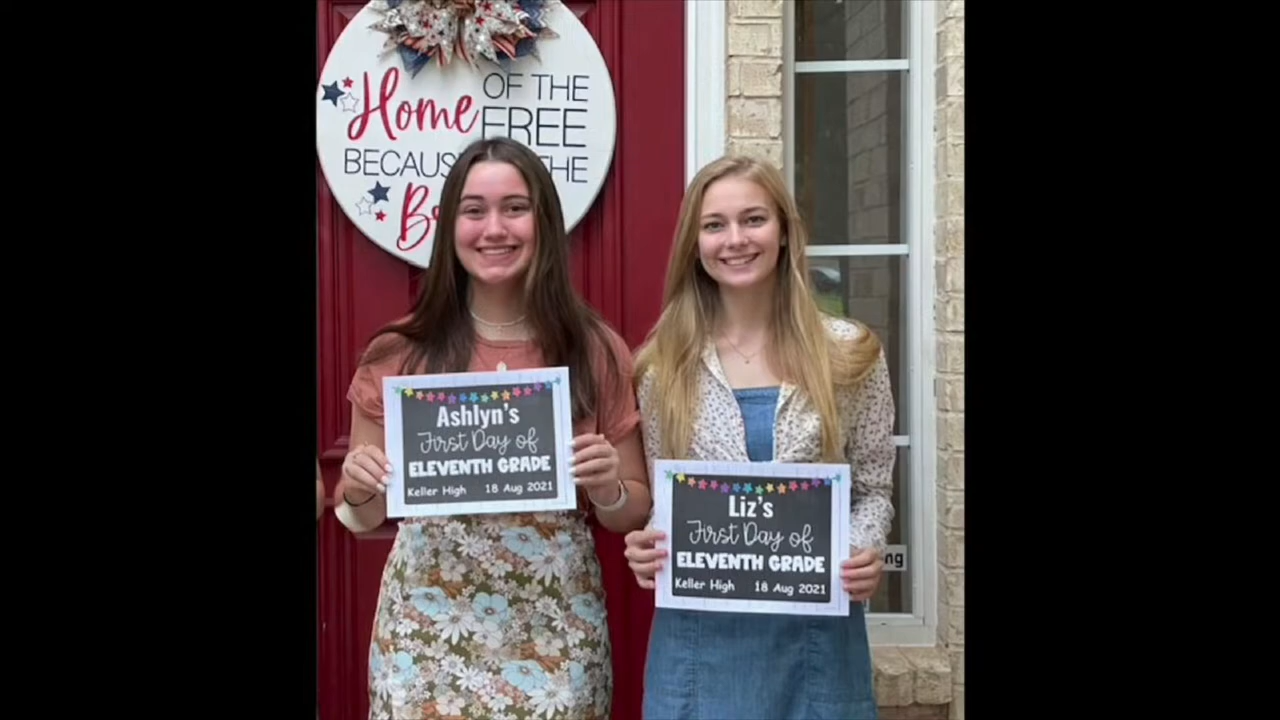 Home OF THE
FREE
BECAUS THE
Ashlyn's
First Day of
ELEVENTH GRADE
Keller High 18 Aug 2021
Liz's
First Day of
ELEVENTH GRADE
Keller High 18 Aug 2021